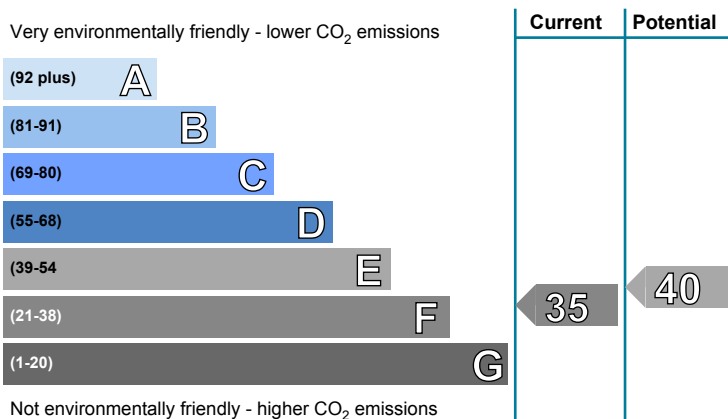 Current Potential
Very environmentally friendly - lower CO2 emissions
(92 plus) A
(81-91) B
(69-80) C
(55-68) D
(39-54 E
(21-38) F
(1-20) G
35
40
Not environmentally friendly - higher CO2 emissions